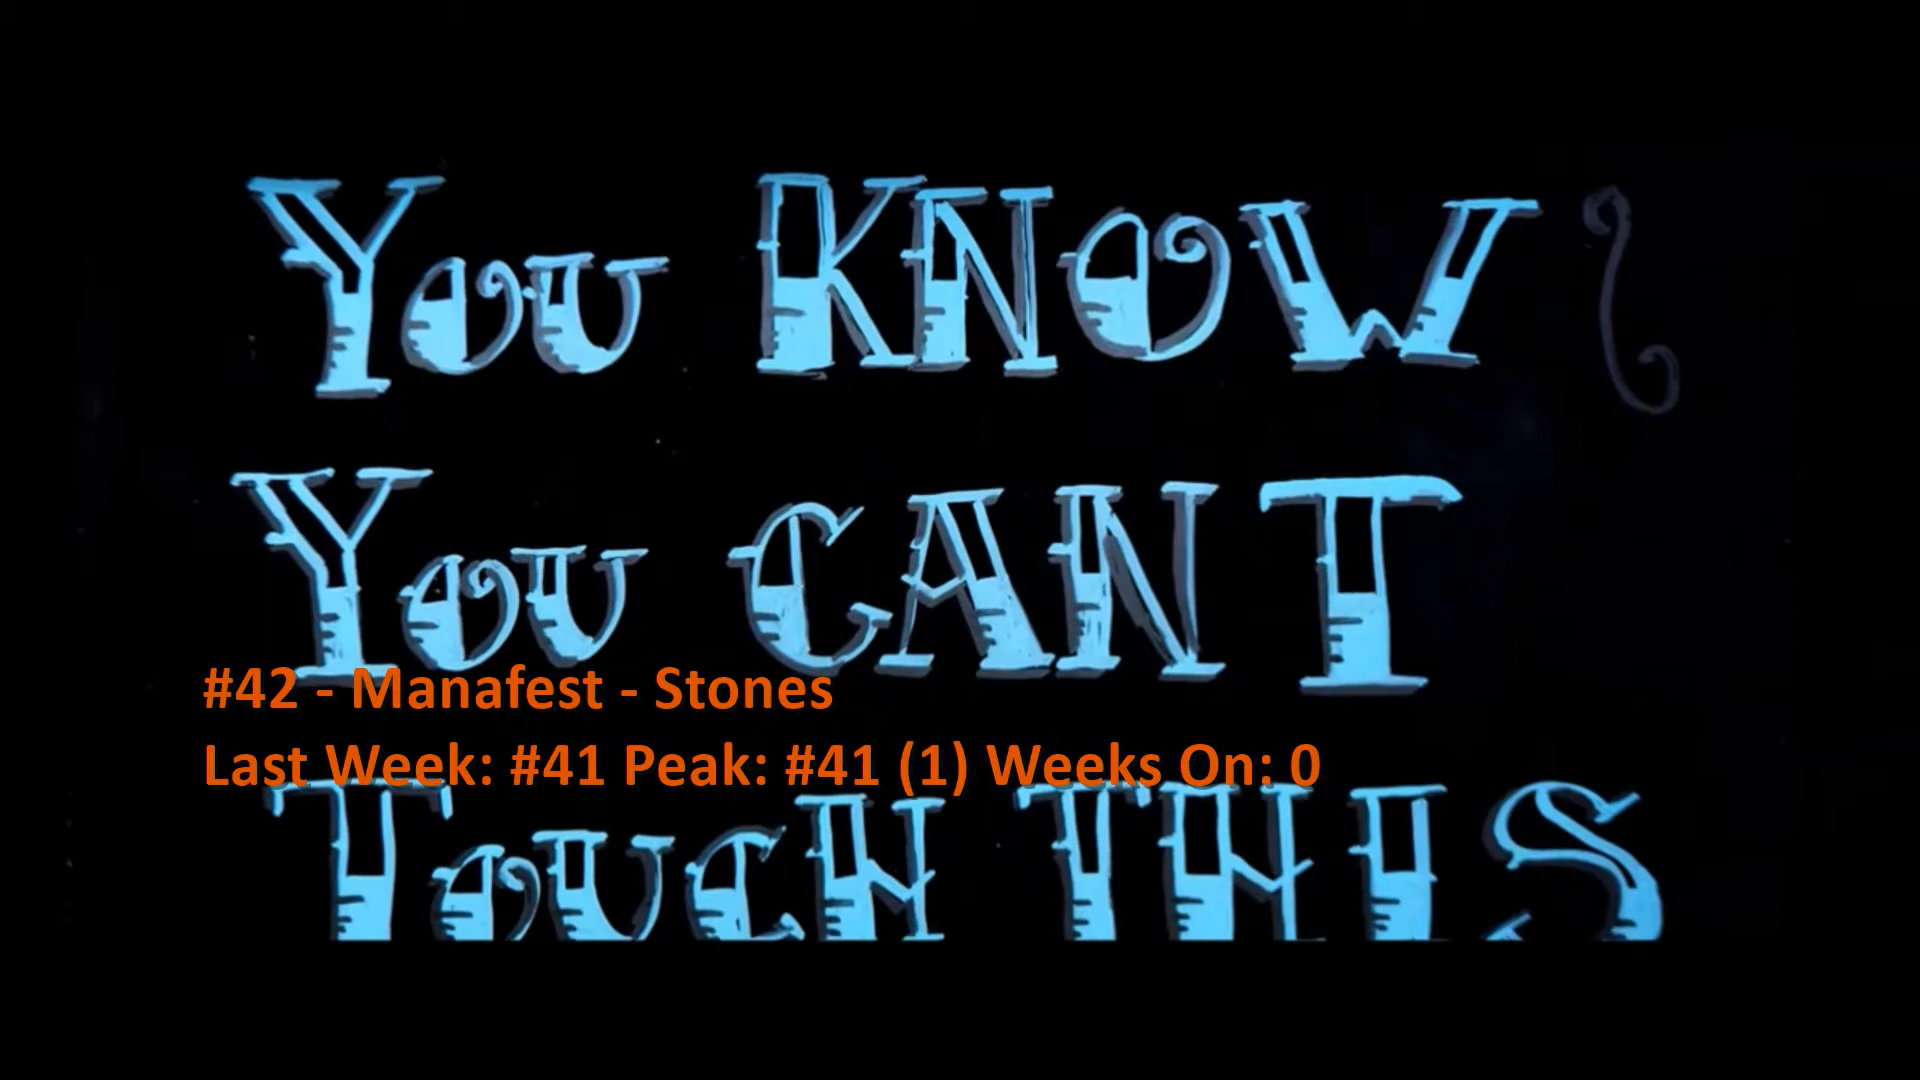 You KNOW
You CANT
#42 - Manafest - Stones
Last Week: #41 Peak: #41 (1) Weeks On: 0
ToucH THIS